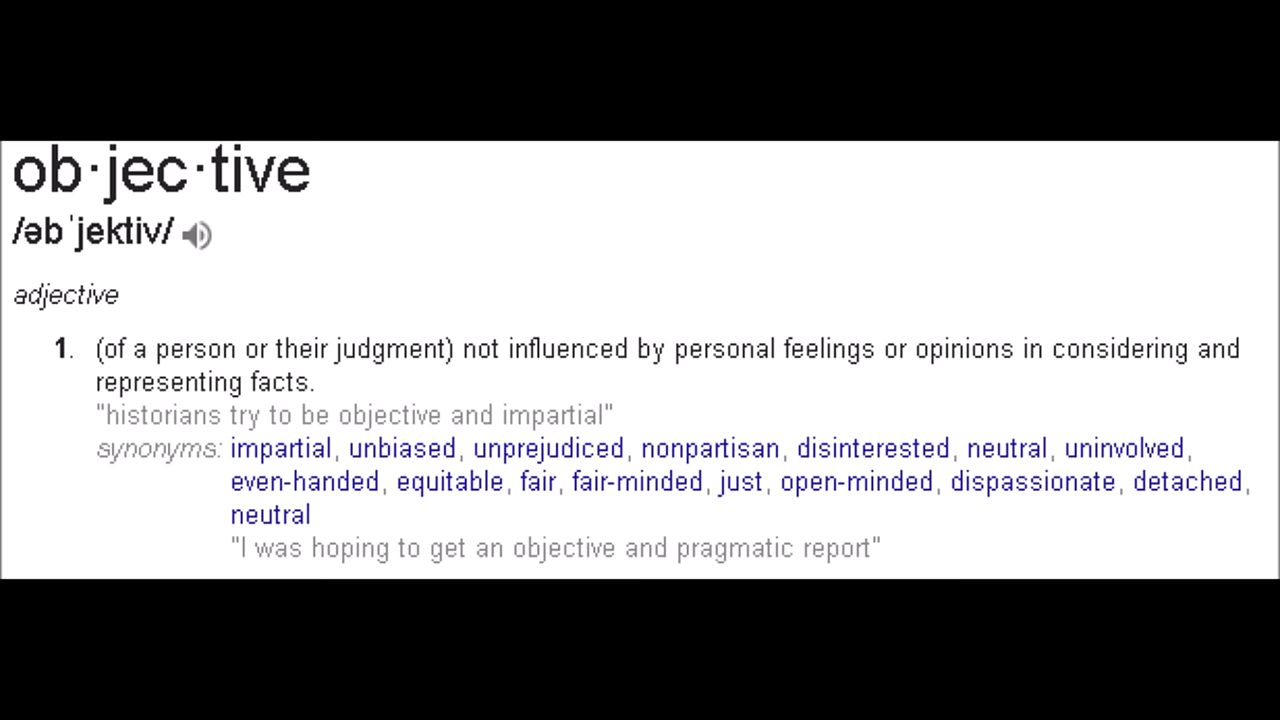 ob·jec·tive
/əbˈjektiv/
adjective
1. (of a person or their judgment) not influenced by personal feelings or opinions in considering and
representing facts.
"historians try to be objective and impartial"
synonyms: impartial, unbiased, unprejudiced, nonpartisan, disinterested, neutral, uninvolved,
even-handed, equitable, fair, fair-minded, just, open-minded, dispassionate, detached,
neutral
"I was hoping to get an objective and pragmatic report"